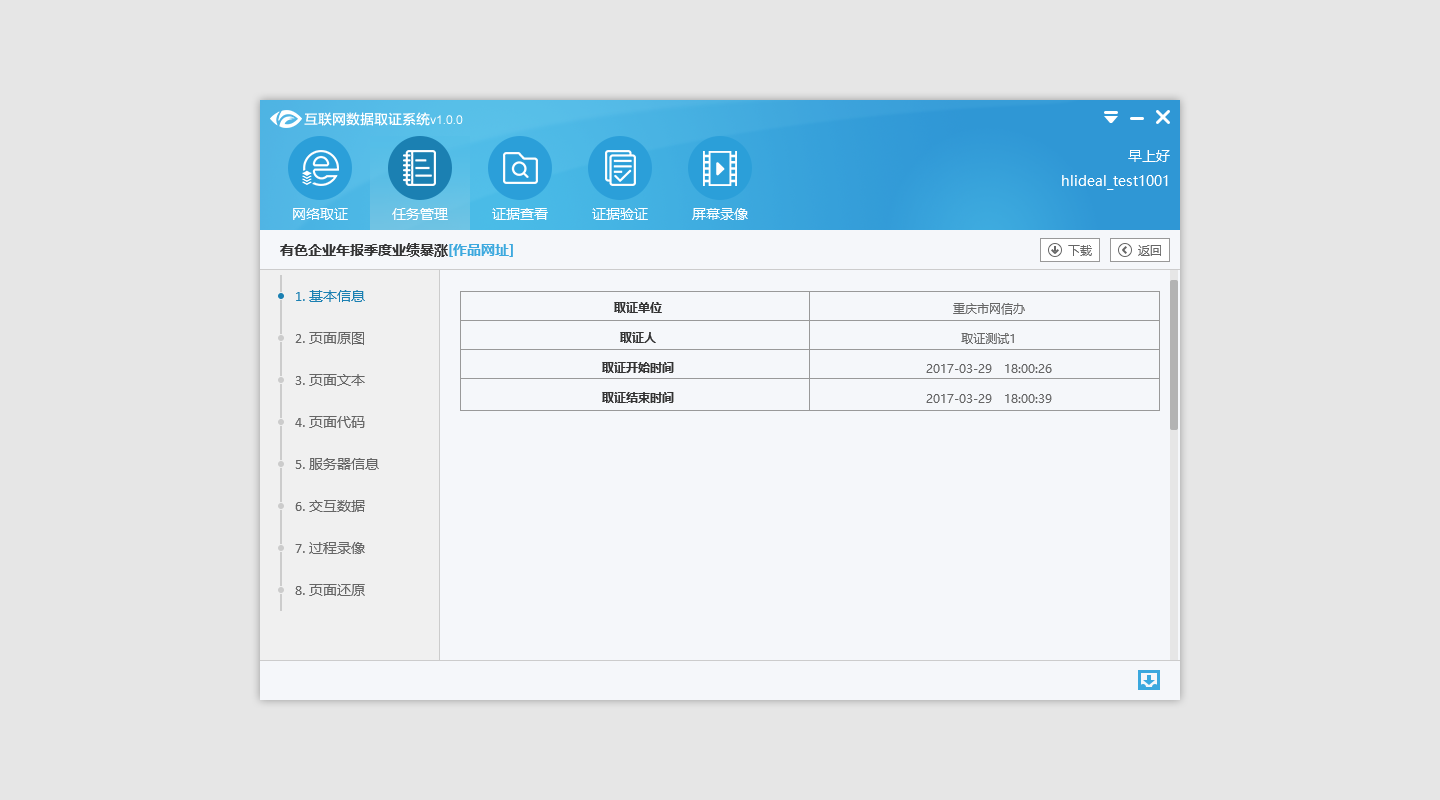 互联网数据取证系统v1.0.0
早上好
hlideal_test1001
网络取证 任务管理 证据查看 证据验证 屏幕录像
有色企业年报季度业绩暴涨[作品网址] 下载 返回
1. 基本信息
2. 页面原图
3. 页面文本
4. 页面代码
5. 服务器信息
6. 交互数据
7. 过程录像
8. 页面还原
取证单位 重庆市网信办
取证人 取证测试1
取证开始时间 2017-03-29 18:00:26
取证结束时间 2017-03-29 18:00:39